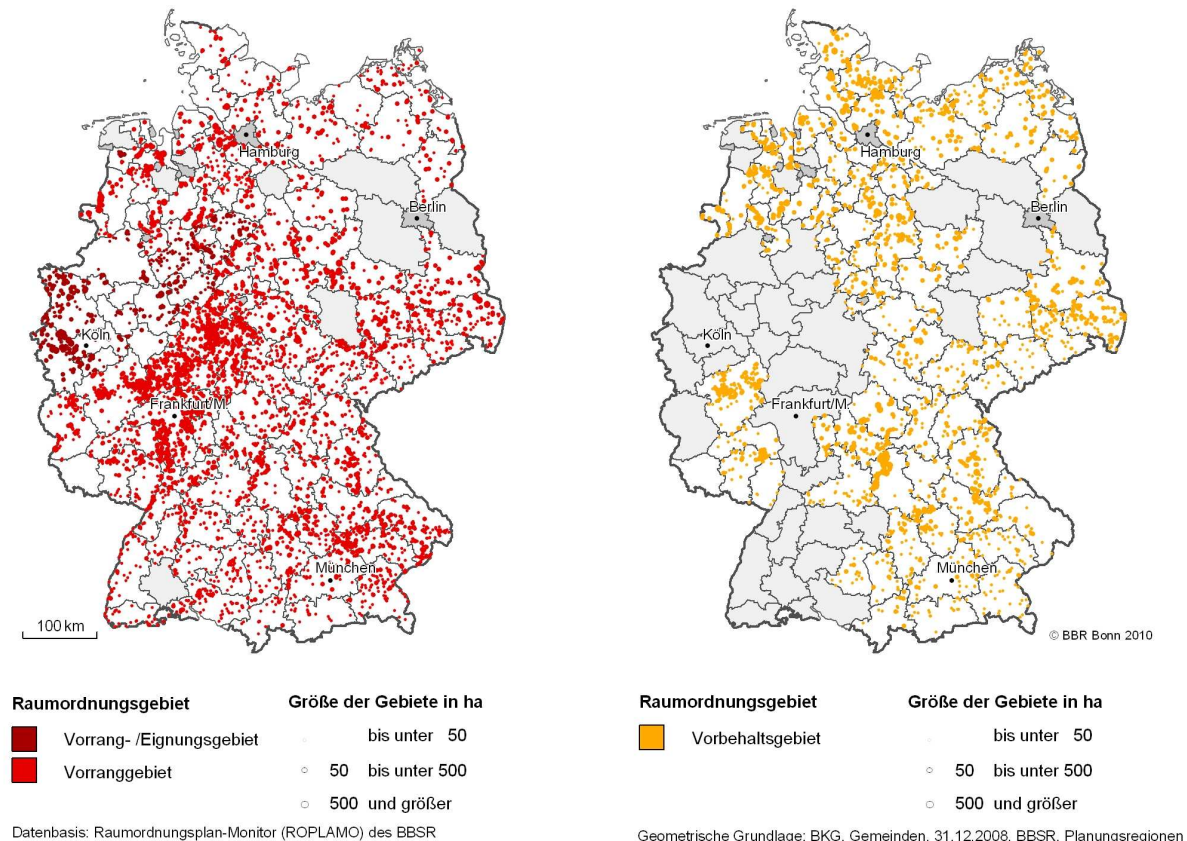 Hamburg
Berlin
Köln
Frankfurt/M.
München
100 km
Hamburg
Berlin
Köln
Frankfurt/M.
München
© BBR Bonn 2010
Raumordnungsgebiet
Vorrang- /Eignungsgebiet
Vorranggebiet
Größe der Gebiete in ha
bis unter 50
50 bis unter 500
500 und größer
Datenbasis: Raumordnungsplan-Monitor (ROPLAMO) des BBSR
Raumordnungsgebiet
Vorbehaltsgebiet
Größe der Gebiete in ha
bis unter 50
50 bis unter 500
500 und größer
Geometrische Grundlage: BKG, Gemeinden, 31.12.2008, BBSR, Planungsregionen